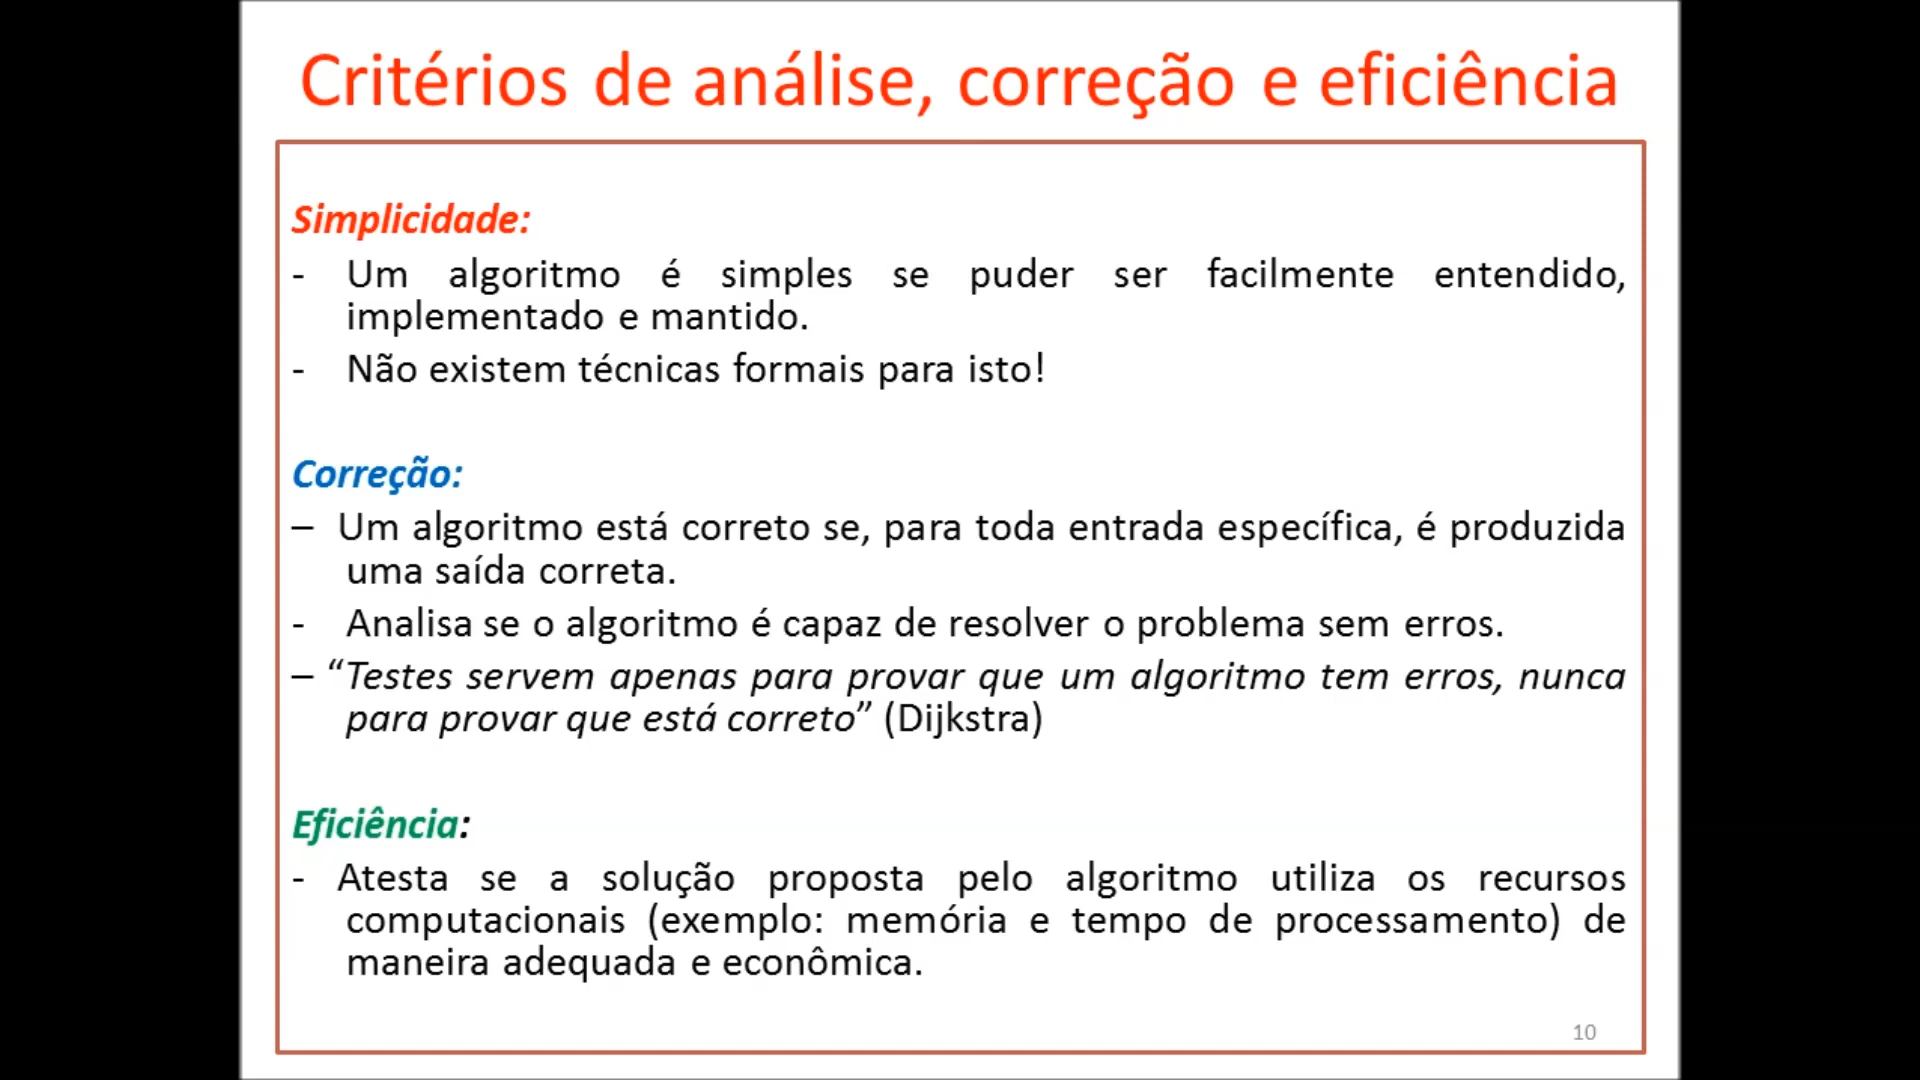 Critérios de análise, correção e eficiência
Simplicidade:
- Um algoritmo é simples se puder ser facilmente entendido,
implementado e mantido.
- Não existem técnicas formais para isto!
Correção:
– Um algoritmo está correto se, para toda entrada específica, é produzida
uma saída correta.
- Analisa se o algoritmo é capaz de resolver o problema sem erros.
– “Testes servem apenas para provar que um algoritmo tem erros, nunca
para provar que está correto” (Dijkstra)
Eficiência:
- Atesta se a solução proposta pelo algoritmo utiliza os recursos
computacionais (exemplo: memória e tempo de processamento) de
maneira adequada e econômica.
10